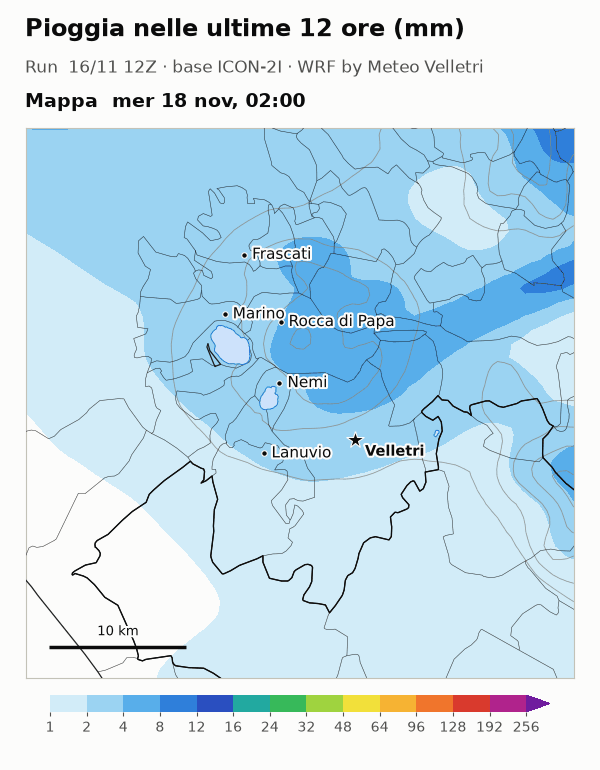 Pioggia nelle ultime 12 ore (mm)
Run  16/11 12Z · base ICON-2I · WRF by Meteo Velletri
Mappa  mer 18 nov, 02:00
Frascati
Marino
Rocca di Papa
Nemi
Velletri
Lanuvio
10 km
1 2 4 8 12 16 24 32 48 64 96 128 192 256